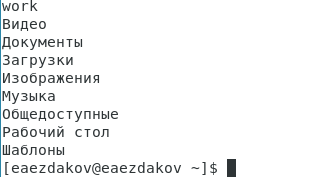 work
Видео
Документы
Загрузки
Изображения
Музыка
Общедоступные
Рабочий стол
Шаблоны
[eaezdakov@eaezdakov ~]$